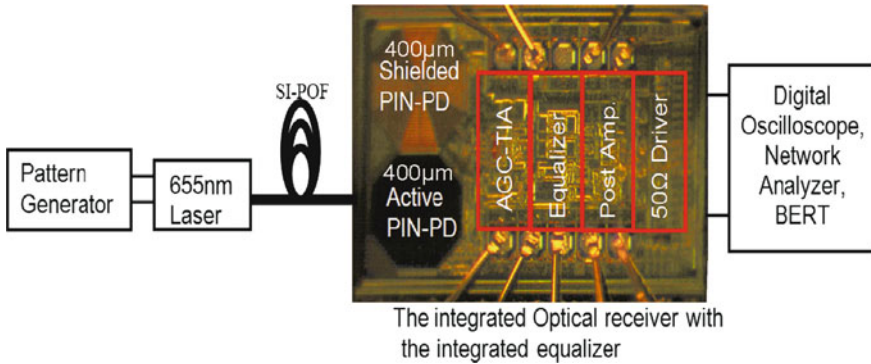 Pattern
Generator
655nm
Laser
SI-POF
400µm
Shielded
PIN-PD
400µm
Active
PIN-PD
AGC-TIA
Equalizer
Post Amp.
50Ω Driver
Digital
Oscilloscope,
Network
Analyzer,
BERT
The integrated Optical receiver with
the integrated equalizer